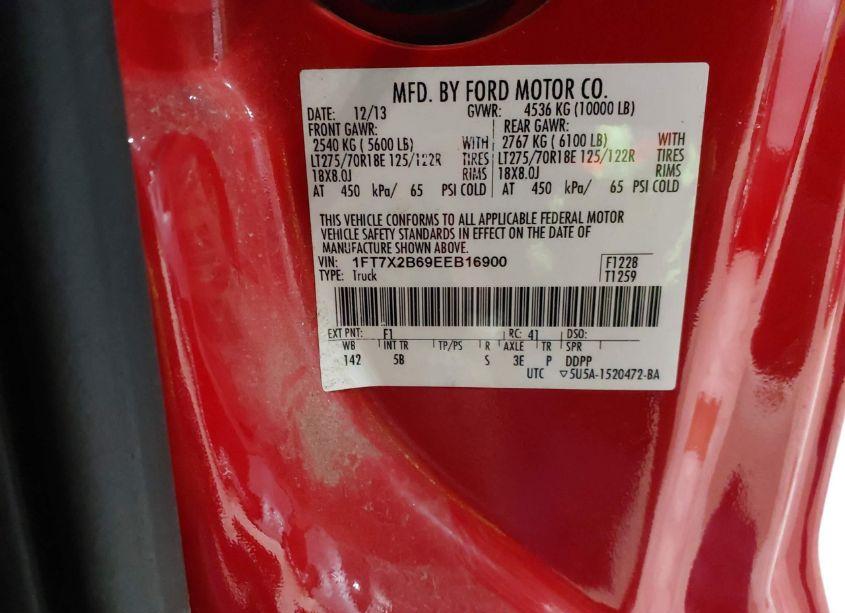 MFD. BY FORD MOTOR CO.
DATE: 12/13 GVWR: 4536 KG (10000 LB)
FRONT GAWR: REAR GAWR:
2540 KG ( 5600 LB) WITH 2767 KG ( 6100 LB) WITH
LT275/70R18E 125/122R TIRES LT275/70R18E 125/122R TIRES
18X8.0J RIMS 18X8.0J RIMS
AT 450 kPa/ 65 PSI COLD AT 450 kPa/ 65 PSI COLD
THIS VEHICLE CONFORMS TO ALL APPLICABLE FEDERAL MOTOR
VEHICLE SAFETY STANDARDS IN EFFECT ON THE DATE OF
MANUFACTURE SHOWN ABOVE.
VIN: 1FT7X2B69EEB16900 F1228
TYPE: Truck T1259
EXT PNT: F1 RC: 41 DSO:
WB INT TR TP/PS R AXLE TR SPR
142 5B S 3E P DDPP
UTC ▽5U5A-1520472-BA